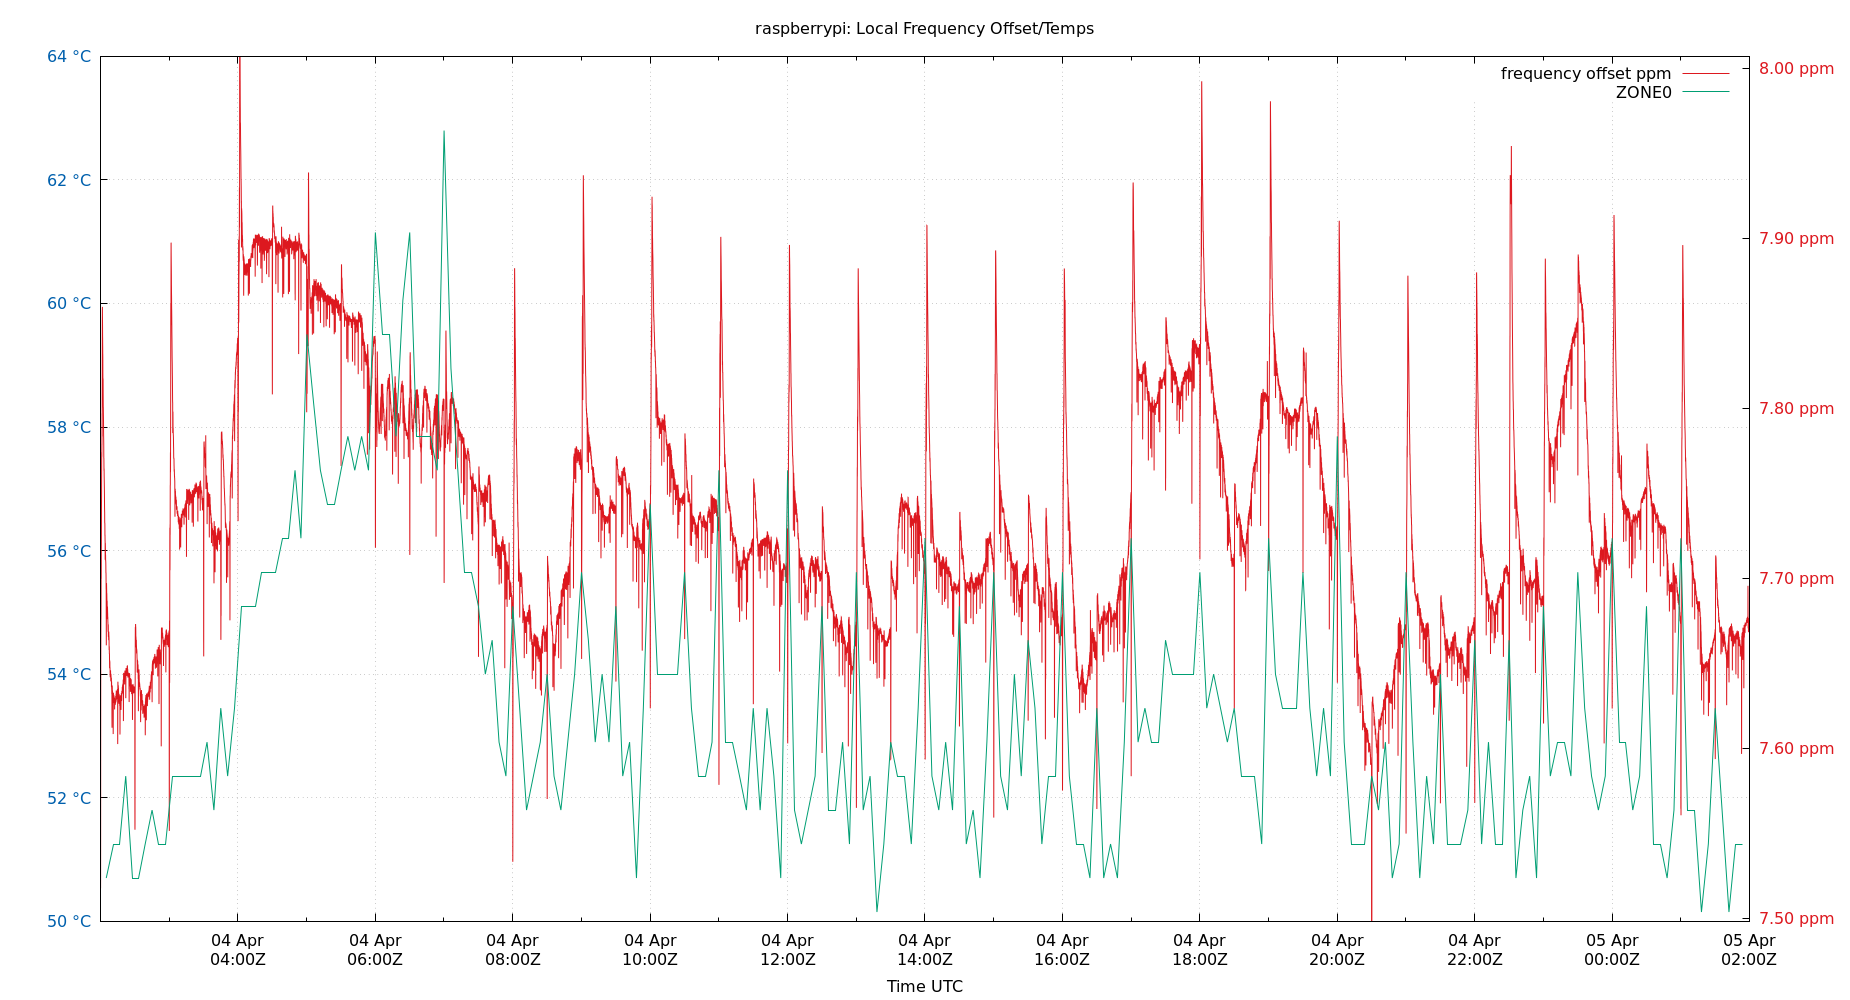 raspberrypi: Local Frequency Offset/Temps
64 °C
62 °C
60 °C
58 °C
56 °C
54 °C
52 °C
50 °C
8.00 ppm
7.90 ppm
7.80 ppm
7.70 ppm
7.60 ppm
7.50 ppm
frequency offset ppm
ZONE0
04 Apr
04:00Z
04 Apr
06:00Z
04 Apr
08:00Z
04 Apr
10:00Z
04 Apr
12:00Z
04 Apr
14:00Z
04 Apr
16:00Z
04 Apr
18:00Z
04 Apr
20:00Z
04 Apr
22:00Z
05 Apr
00:00Z
05 Apr
02:00Z
Time UTC